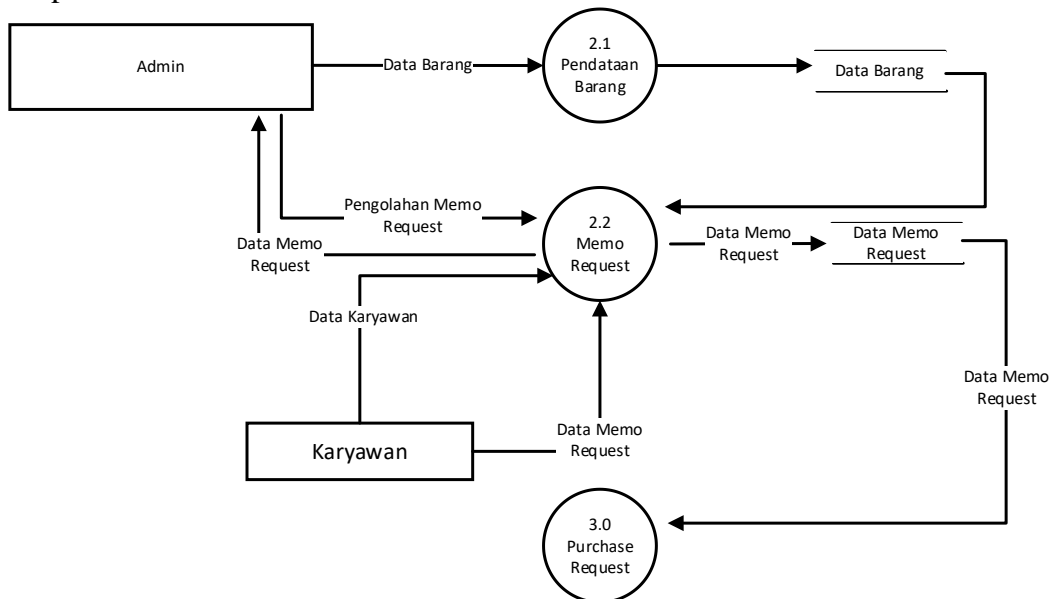 Admin
Data Barang
2.1
Pendataan
Barang
Data Barang
Pengolahan Memo
Request
Data Memo
Request
2.2
Memo
Request
Data Memo
Request
Data Memo
Request
Data Karyawan
Data Memo
Request
Karyawan
Data Memo
Request
3.0
Purchase
Request